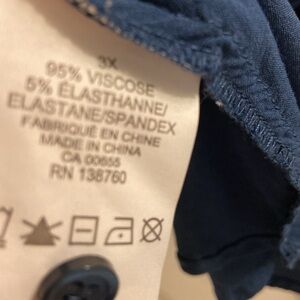 3X
95% VISCOSE
5% ÉLASTHANNE/
ELASTANE/SPANDEX
FABRIQUÉ EN CHINE
MADE IN CHINA
CA 00655
RN 138760